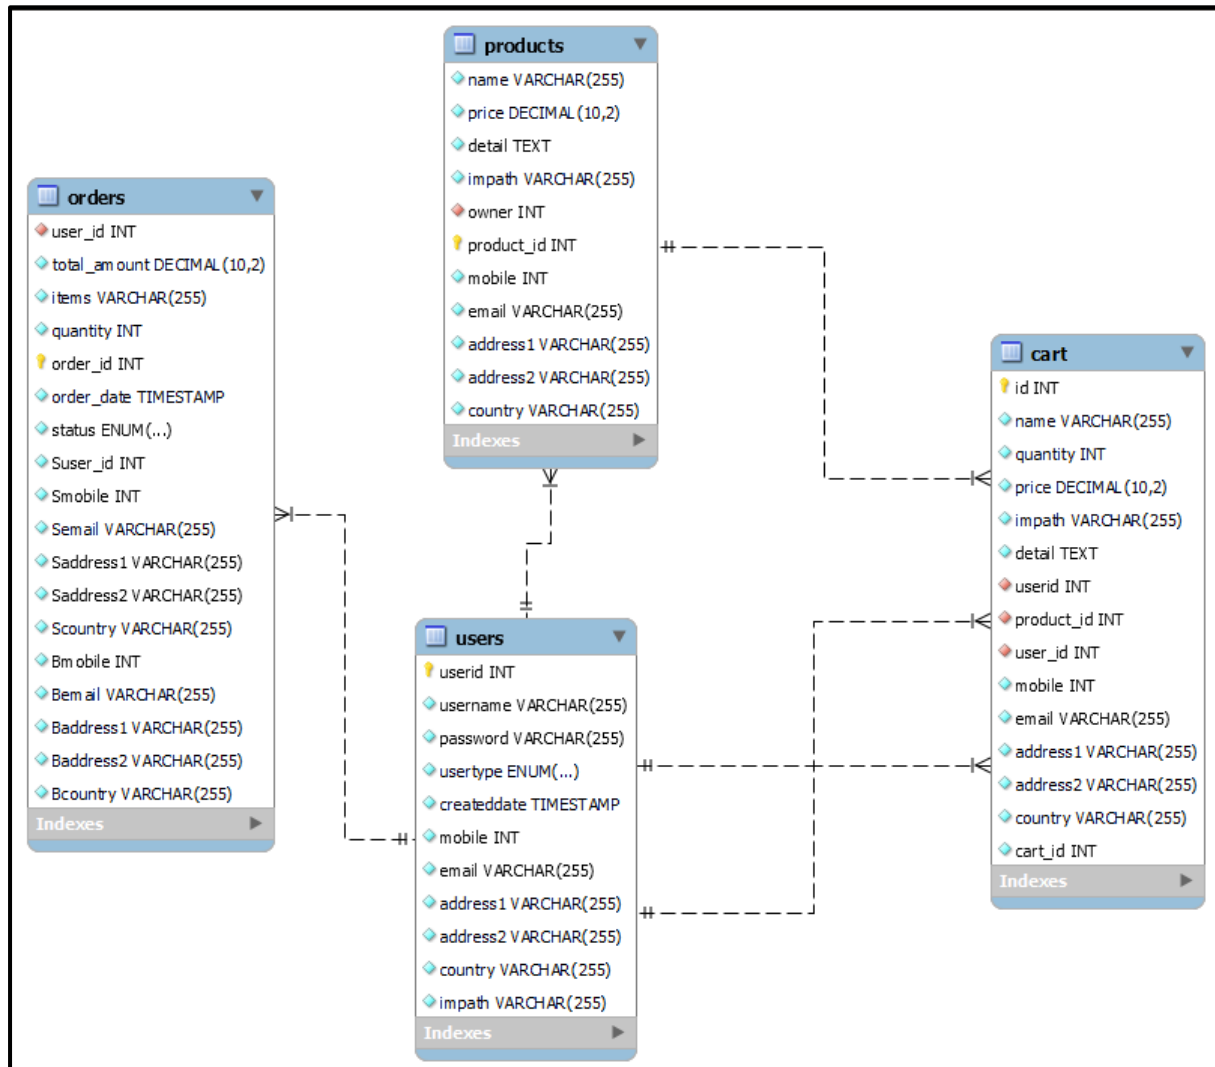 products
name VARCHAR(255)
price DECIMAL(10,2)
detail TEXT
impath VARCHAR(255)
owner INT
product_id INT
mobile INT
email VARCHAR(255)
address1 VARCHAR(255)
address2 VARCHAR(255)
country VARCHAR(255)
Indexes
orders
user_id INT
total_amount DECIMAL(10,2)
items VARCHAR(255)
quantity INT
order_id INT
order_date TIMESTAMP
status ENUM(...)
Suser_id INT
Smobile INT
Semail VARCHAR(255)
Saddress1 VARCHAR(255)
Saddress2 VARCHAR(255)
Scountry VARCHAR(255)
Bmobile INT
Bemail VARCHAR(255)
Baddress1 VARCHAR(255)
Baddress2 VARCHAR(255)
Bcountry VARCHAR(255)
Indexes
users
userid INT
username VARCHAR(255)
password VARCHAR(255)
usertype ENUM(...)
createddate TIMESTAMP
mobile INT
email VARCHAR(255)
address1 VARCHAR(255)
address2 VARCHAR(255)
country VARCHAR(255)
impath VARCHAR(255)
Indexes
cart
id INT
name VARCHAR(255)
quantity INT
price DECIMAL(10,2)
impath VARCHAR(255)
detail TEXT
userid INT
product_id INT
user_id INT
mobile INT
email VARCHAR(255)
address1 VARCHAR(255)
address2 VARCHAR(255)
country VARCHAR(255)
cart_id INT
Indexes